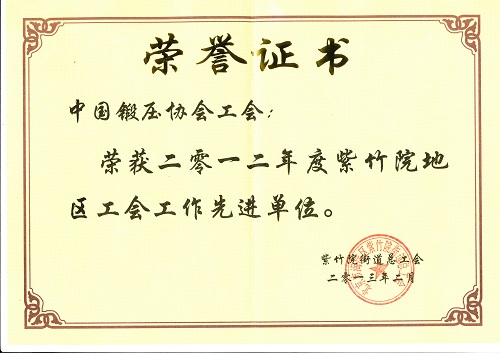 荣誉证书
中国锻压协会工会：
荣获二零一二年度紫竹院地
区工会工作先进单位。
紫竹院街道总工会
二零一三年二月